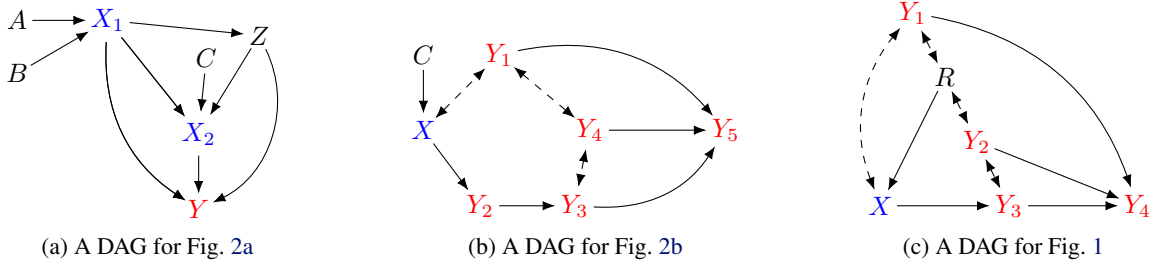 A
B
X₁
Z
C
X₂
Y
(a) A DAG for Fig. 2a
C
Y₁
X
Y₄
Y₅
Y₂
Y₃
(b) A DAG for Fig. 2b
Y₁
R
Y₂
X
Y₃
Y₄
(c) A DAG for Fig. 1